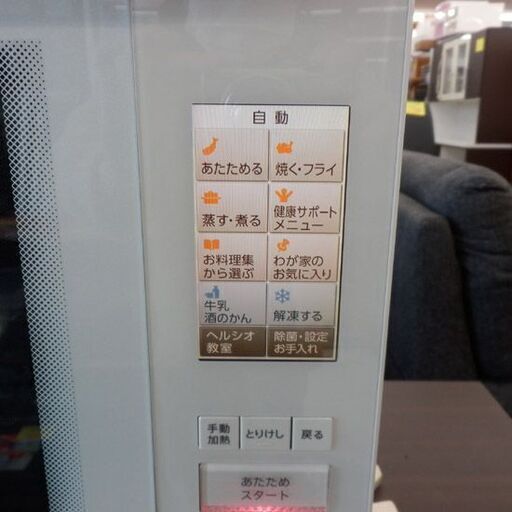 自動
あたためる
焼く・フライ
蒸す・煮る
健康サポート
メニュー
お料理集
から選ぶ
わが家の
お気に入り
牛乳
酒のかん
解凍する
ヘルシオ
教室
除菌・設定
お手入れ
手動
加熱
とりけし
戻る
あたため
スタート